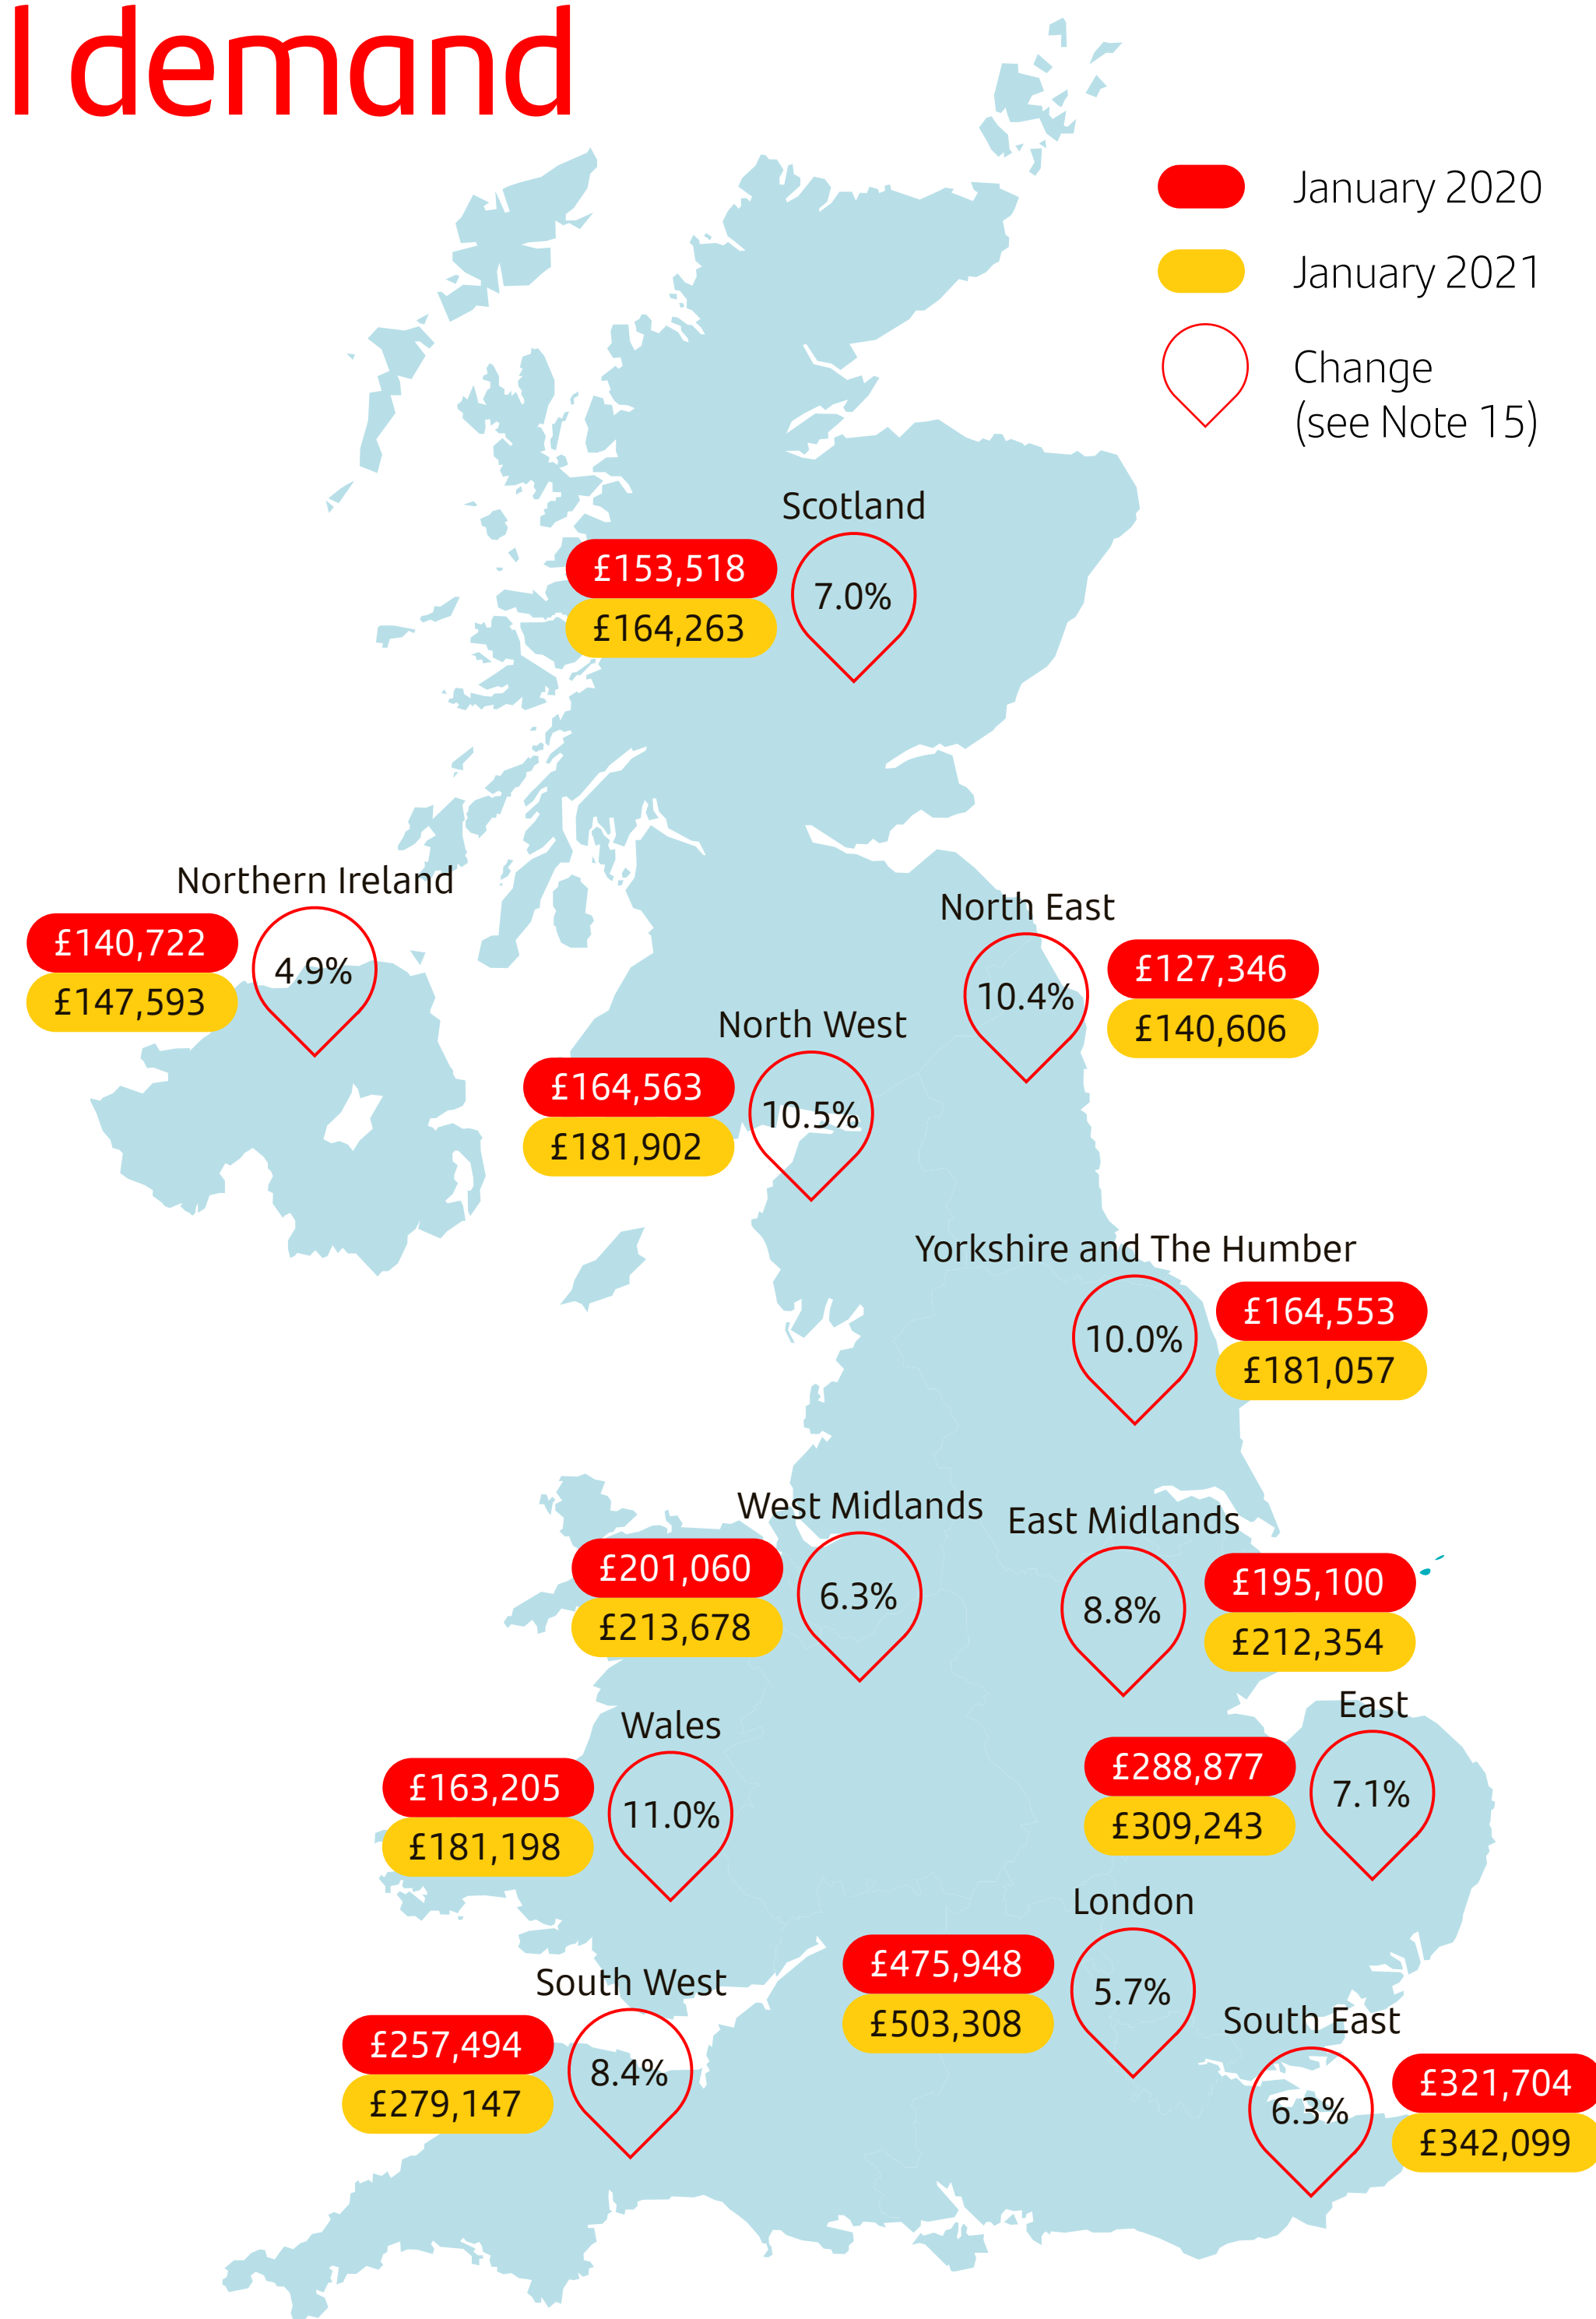 l demand
January 2020
January 2021
Change
(see Note 15)
Scotland
£153,518
£164,263
7.0%
Northern Ireland
£140,722
£147,593
4.9%
North East
10.4%
£127,346
£140,606
North West
£164,563
£181,902
10.5%
Yorkshire and The Humber
10.0%
£164,553
£181,057
West Midlands
£201,060
£213,678
6.3%
East Midlands
8.8%
£195,100
£212,354
East
£288,877
£309,243
7.1%
Wales
£163,205
£181,198
11.0%
London
£475,948
£503,308
5.7%
South West
£257,494
£279,147
8.4%
South East
6.3%
£321,704
£342,099